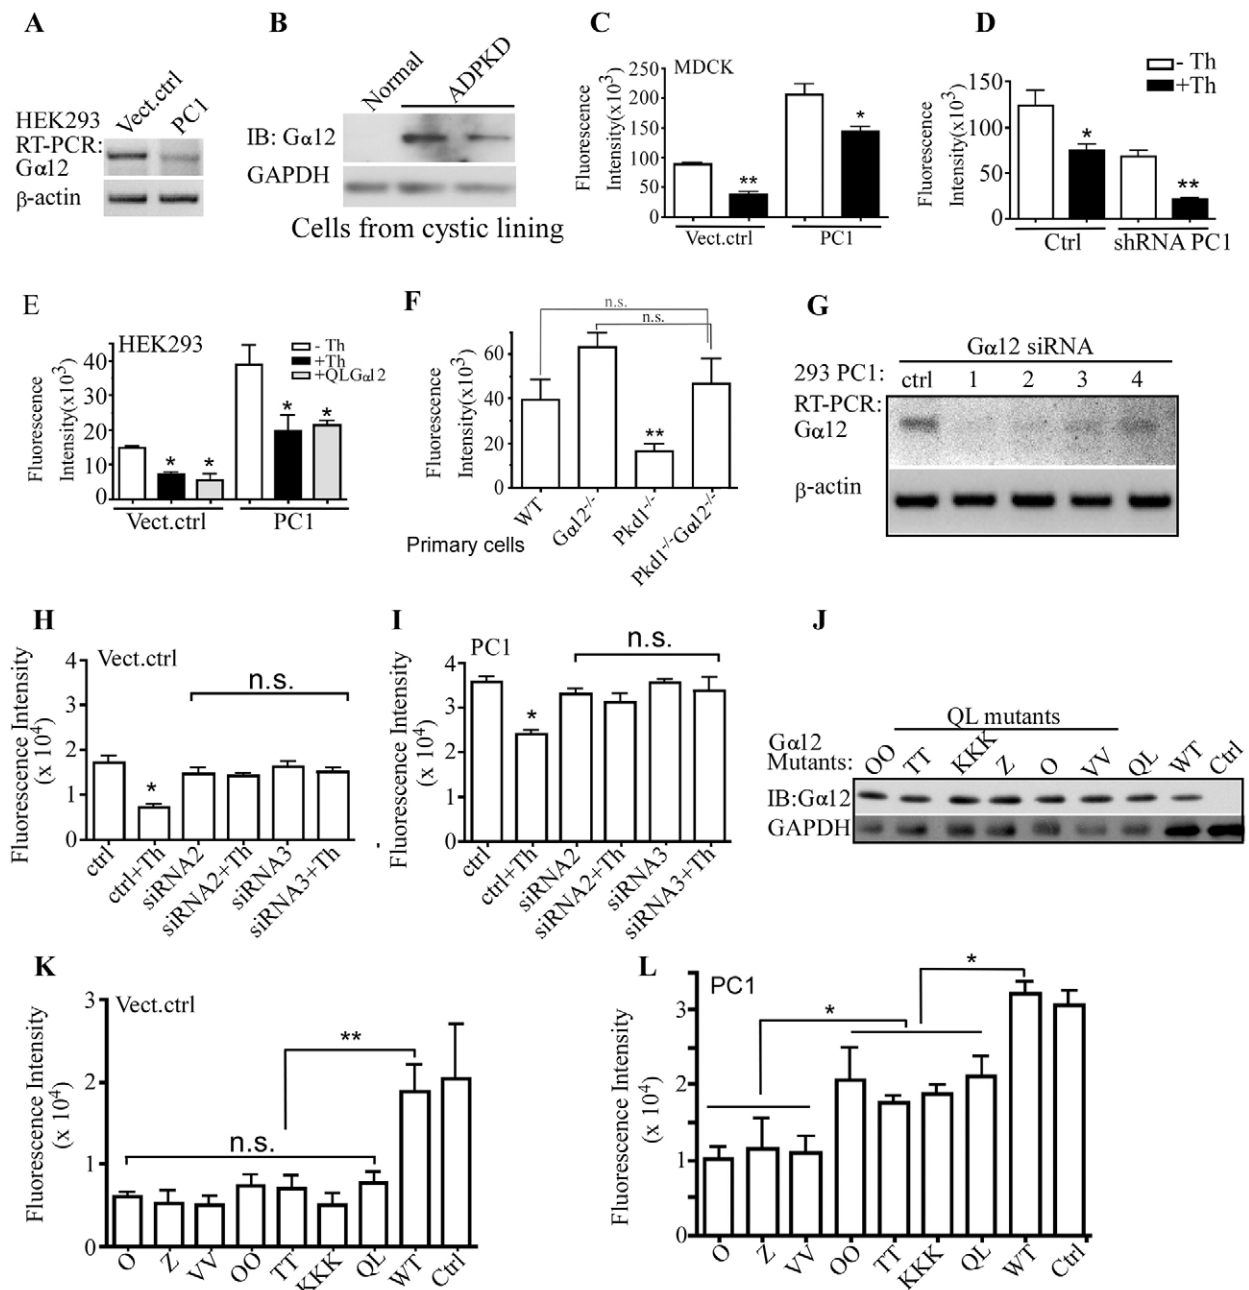 A
HEK293
Vect.ctrl
PC1
RT-PCR:
Gα12
β-actin
B
Normal
ADPKD
IB: Gα12
GAPDH
Cells from cystic lining
C
MDCK
Fluorescence
Intensity(x10³)
250
200
150
100
50
0
**
*
Vect.ctrl
PC1
D
- Th
+Th
Fluorescence
Intensity(x10³)
150
100
50
0
*
**
Ctrl
shRNA PC1
E
HEK293
- Th
+Th
+QLGα12
Fluorescence
Intensity(x10³)
40
30
20
10
0
*
*
*
*
Vect.ctrl
PC1
F
n.s.
n.s.
Fluorescence
Intensity(x10³)
60
40
20
0
**
WT
Gα12⁻/⁻
Pkd1⁻/⁻
Pkd1⁻/⁻Gα12⁻/⁻
Primary cells
G
Gα12 siRNA
293 PC1: ctrl 1 2 3 4
RT-PCR:
Gα12
β-actin
H
Vect.ctrl
n.s.
Fluorescence Intensity
(x 10⁴)
4
3
2
1
0
*
ctrl
ctrl+Th
siRNA2
siRNA2+Th
siRNA3
siRNA3+Th
I
PC1
n.s.
Fluorescence Intensity
(x 10⁴)
4
3
2
1
0
*
ctrl
ctrl+Th
siRNA2
siRNA2+Th
siRNA3
siRNA3+Th
J
QL mutants
Gα12
Mutants: OO TT KKK Z O VV QL WT Ctrl
IB:Gα12
GAPDH
K
Vect.ctrl
Fluorescence Intensity
(x 10⁴)
3
2
1
0
**
n.s.
O
Z
VV
OO
TT
KKK
QL
WT
Ctrl
L
PC1
Fluorescence Intensity
(x 10⁴)
3
2
1
0
*
*
O
Z
VV
OO
TT
KKK
QL
WT
Ctrl